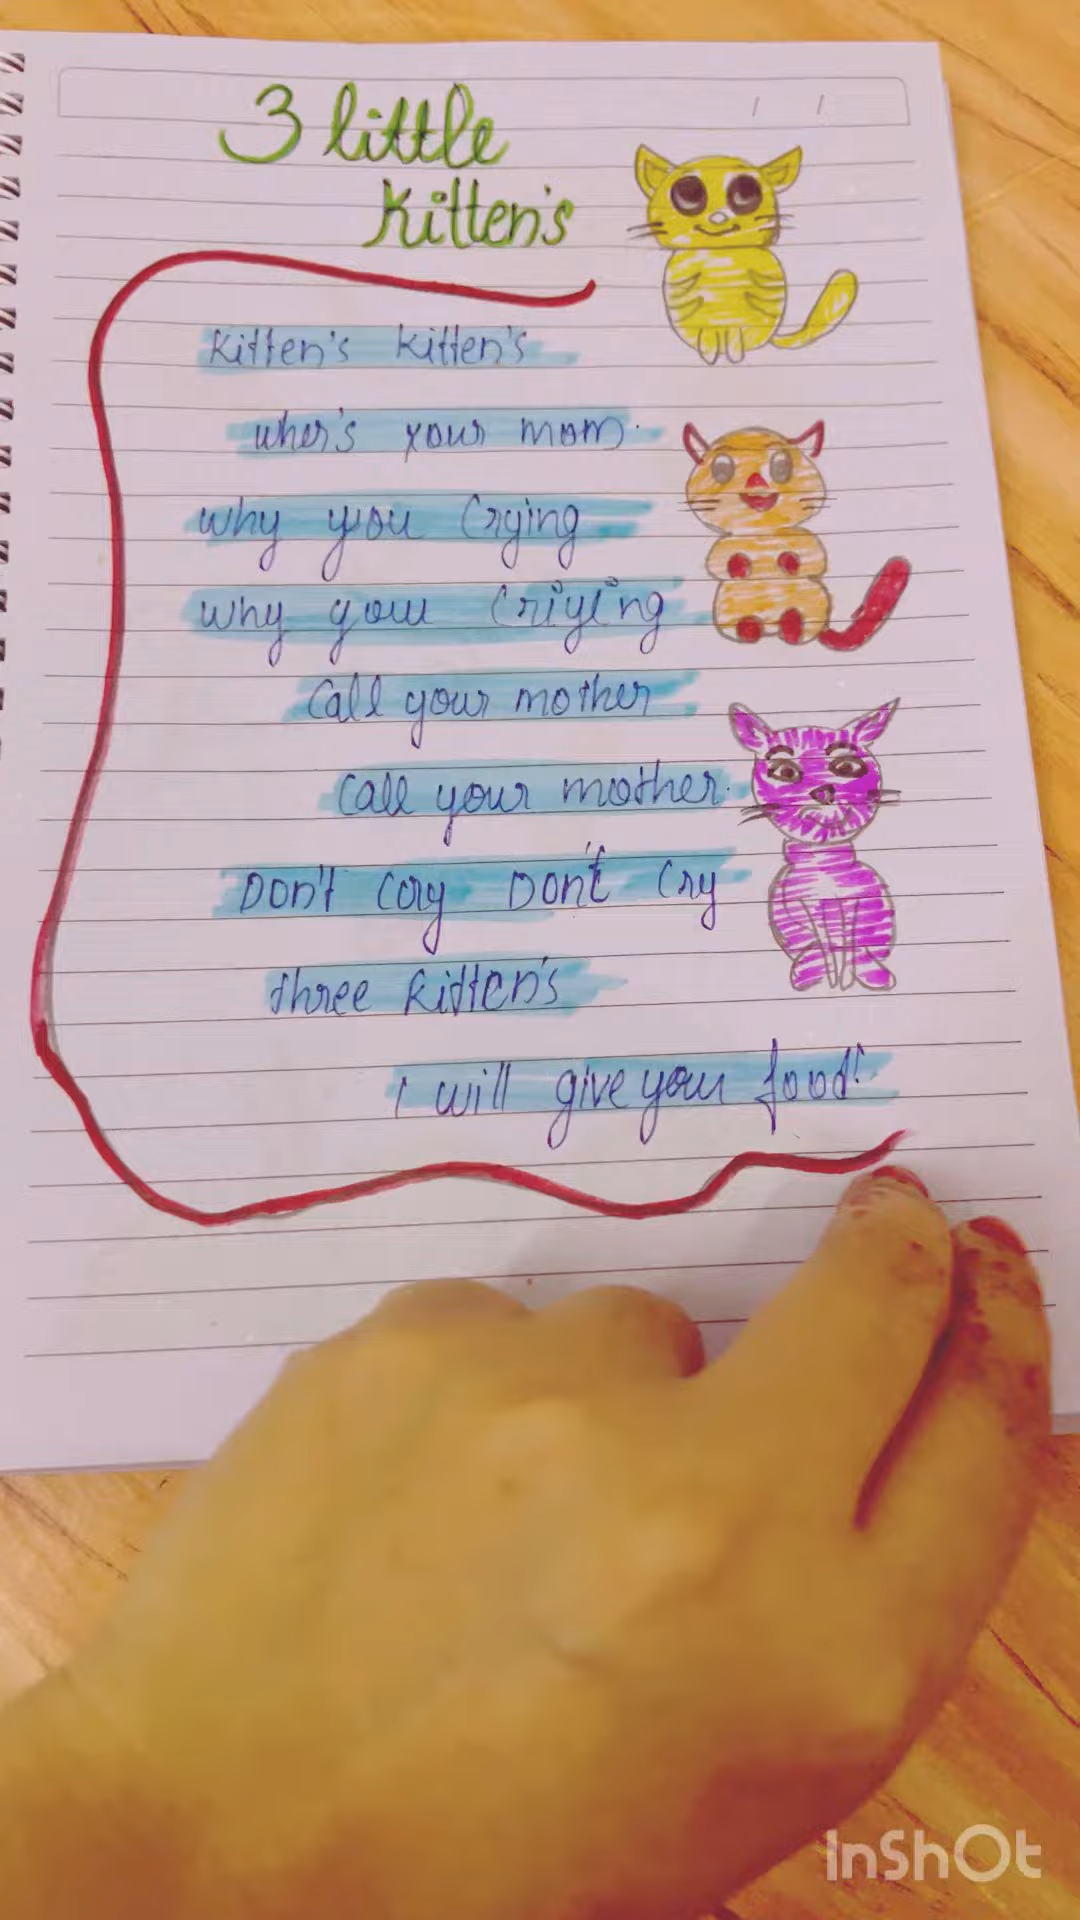 3 little
Kitten's
Kitten's Kitten's
wher's your mom.
why you Crying
why you Criying
Call your mother
Call your mother.
Don't Cry Don't Cry
three Kitten's
I will give you food!
InShOt